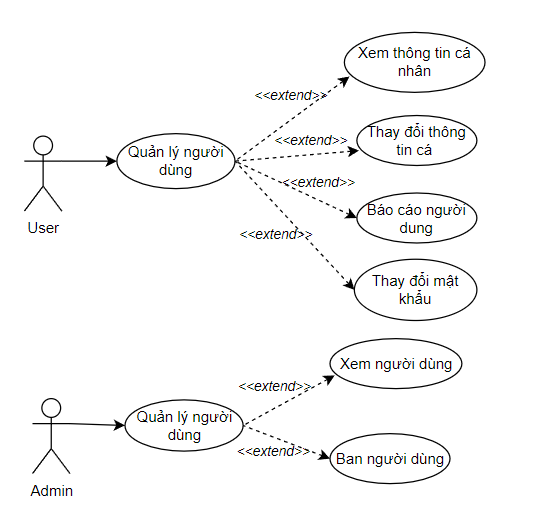 Xem thông tin cá
nhân
<<extend>>
Thay đổi thông
tin cá
<<extend>>
Quản lý người
dùng
<<extend>>
Báo cáo người
dung
User
<<extend>>
Thay đổi mật
khẩu
Xem người dùng
<<extend>>
Quản lý người
dùng
<<extend>>
Ban người dùng
Admin